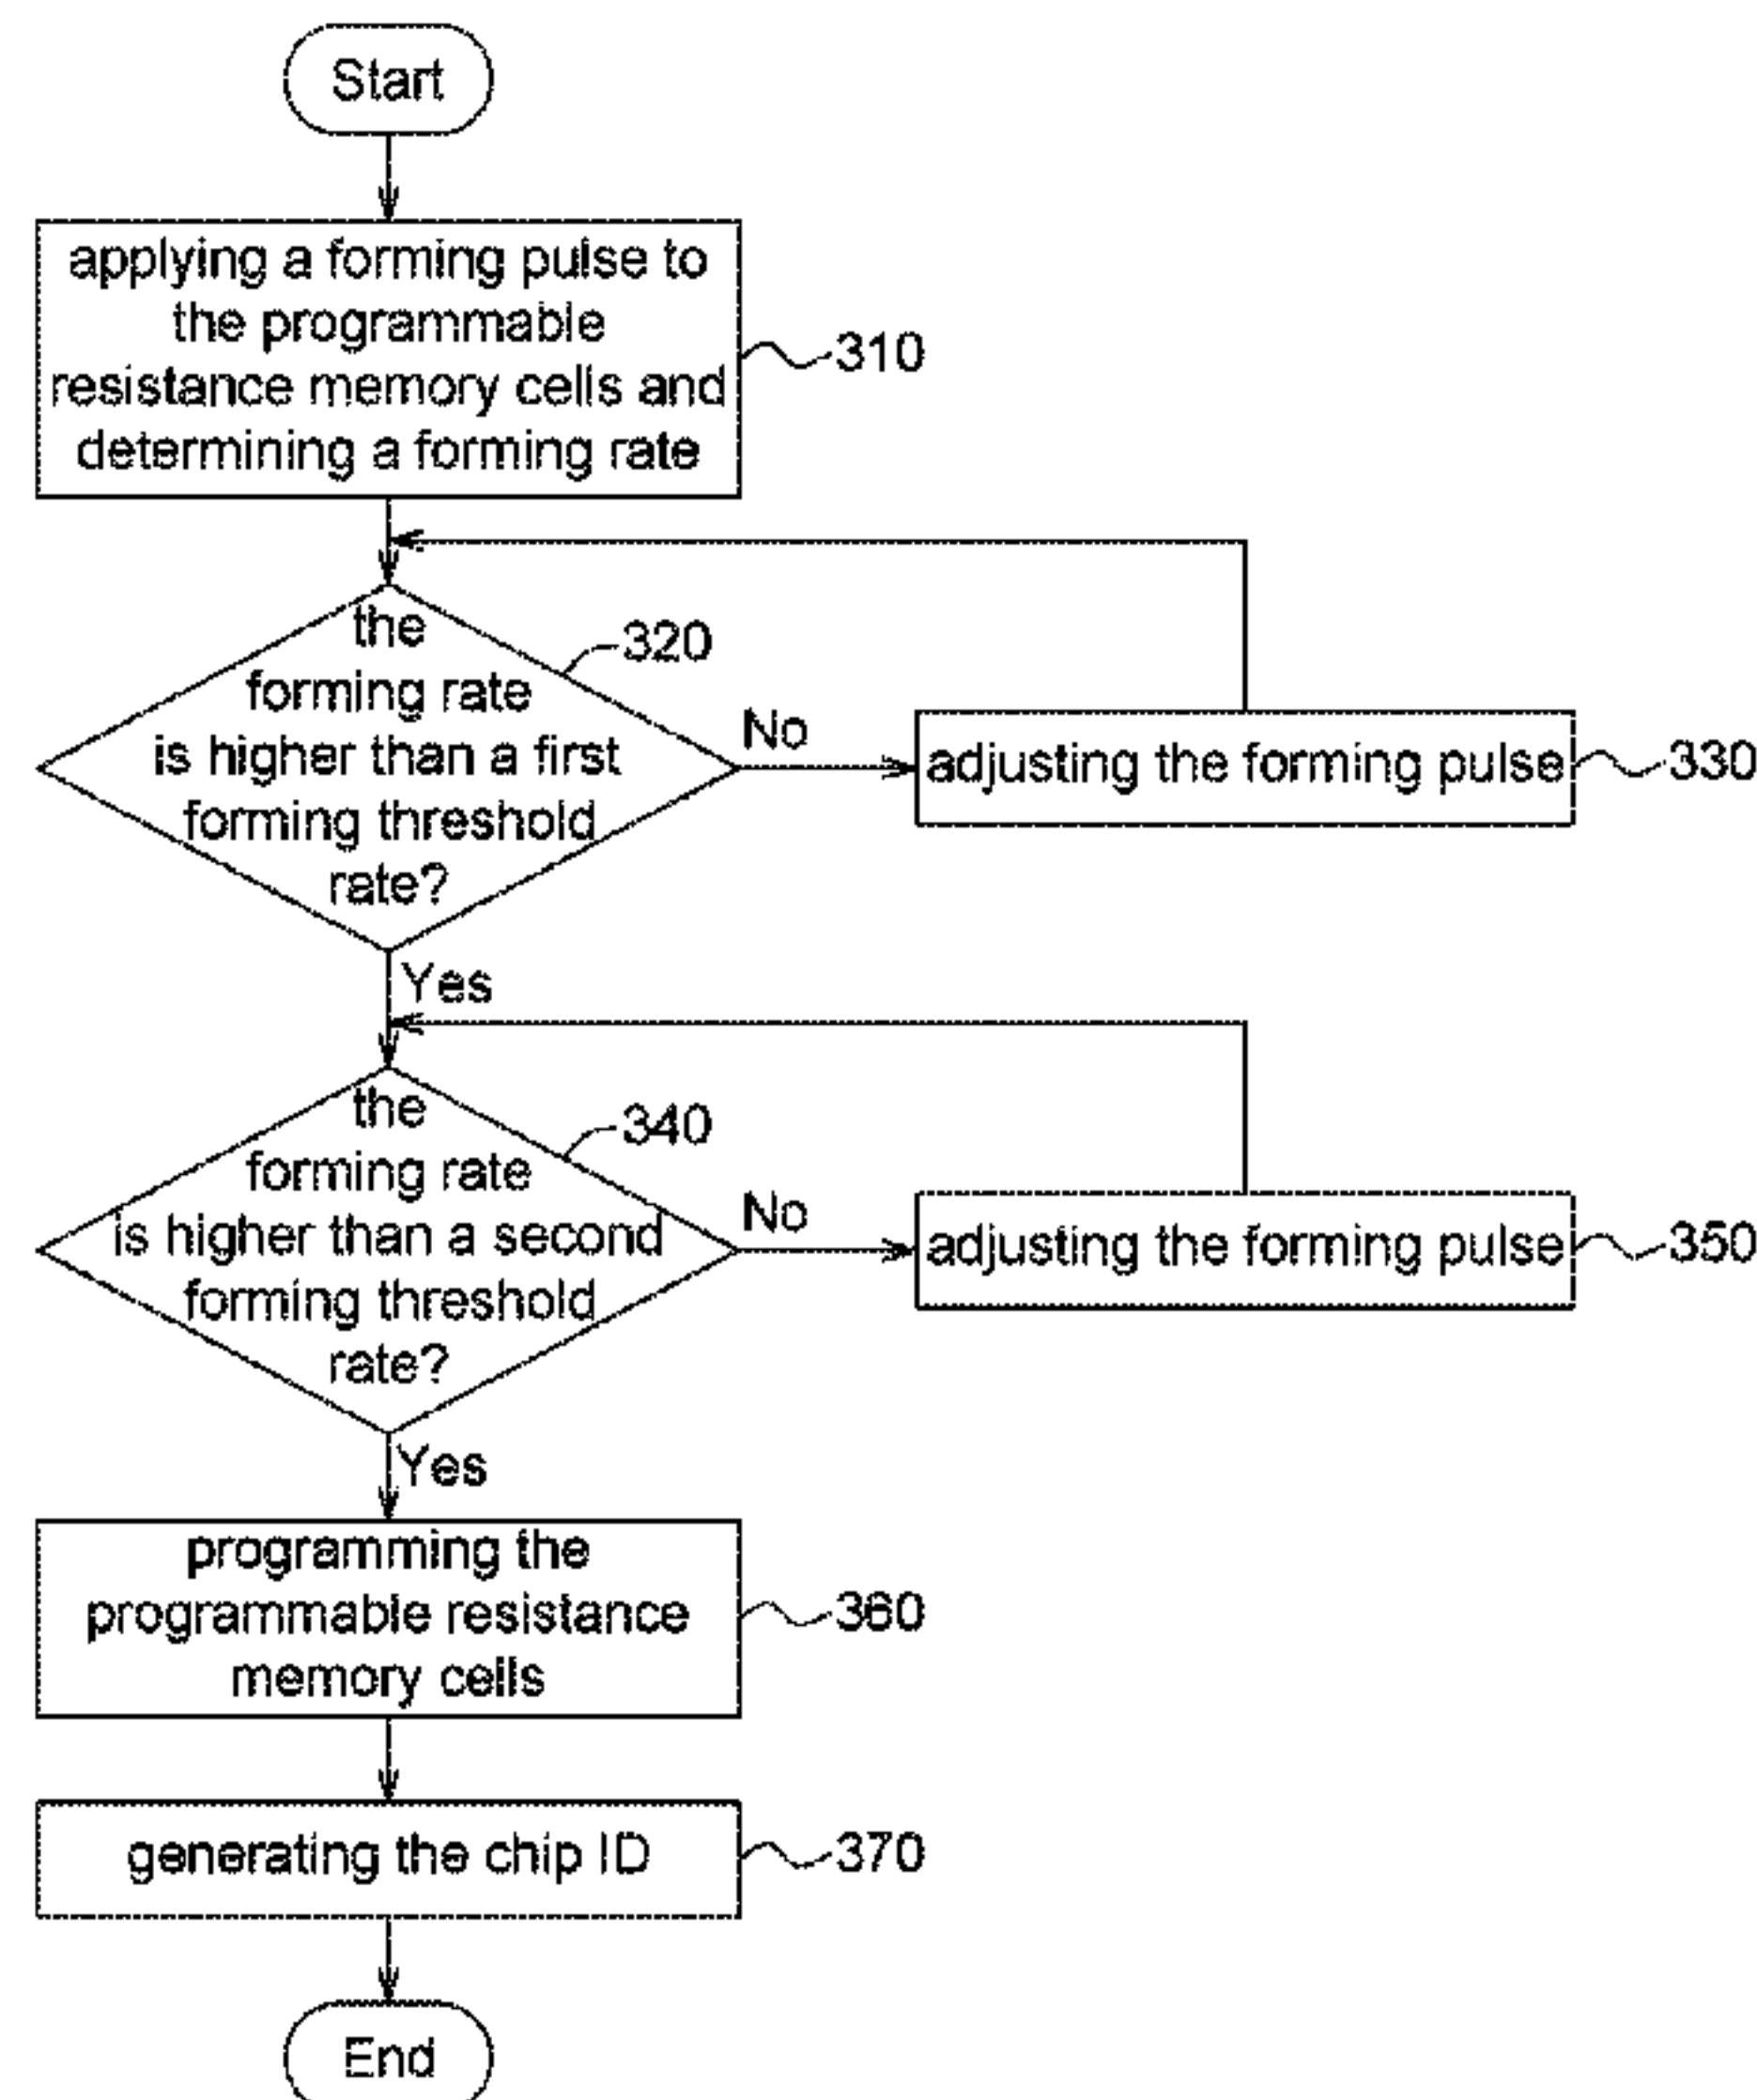 Start
applying a forming pulse to
the programmable
resistance memory cells and
determining a forming rate
310
the
forming rate
is higher than a first
forming threshold
rate?
320
No
adjusting the forming pulse
330
Yes
the
forming rate
is higher than a second
forming threshold
rate?
340
No
adjusting the forming pulse
350
Yes
programming the
programmable resistance
memory cells
360
generating the chip ID
370
End